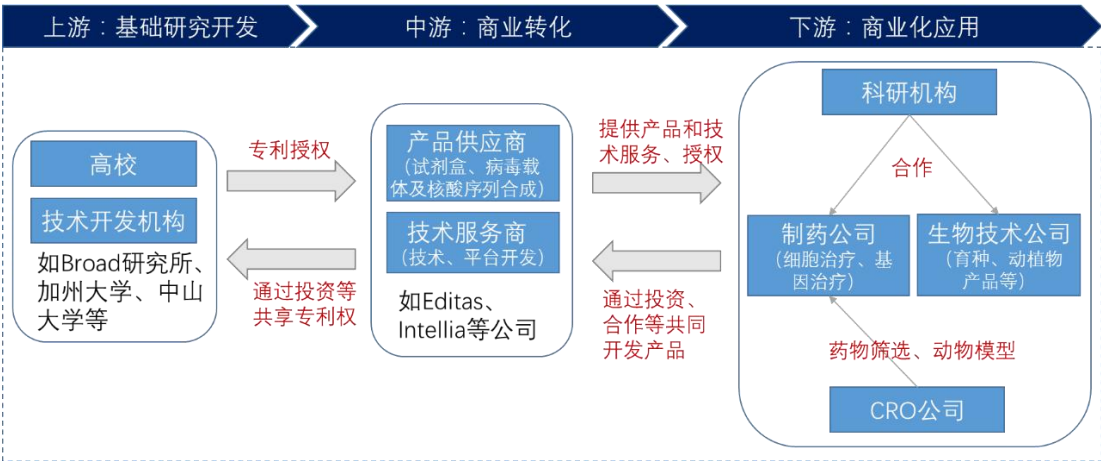 上游：基础研究开发
中游：商业转化
下游：商业化应用
高校
技术开发机构
如Broad研究所、
加州大学、中山
大学等
专利授权
通过投资等
共享专利权
产品供应商
（试剂盒、病毒载
体及核酸序列合成）
技术服务商
（技术、平台开发）
如Editas、
Intellia等公司
提供产品和技
术服务、授权
通过投资、
合作等共同
开发产品
科研机构
合作
制药公司
（细胞治疗、基
因治疗）
生物技术公司
（育种、动植物
产品等）
药物筛选、动物模型
CRO公司